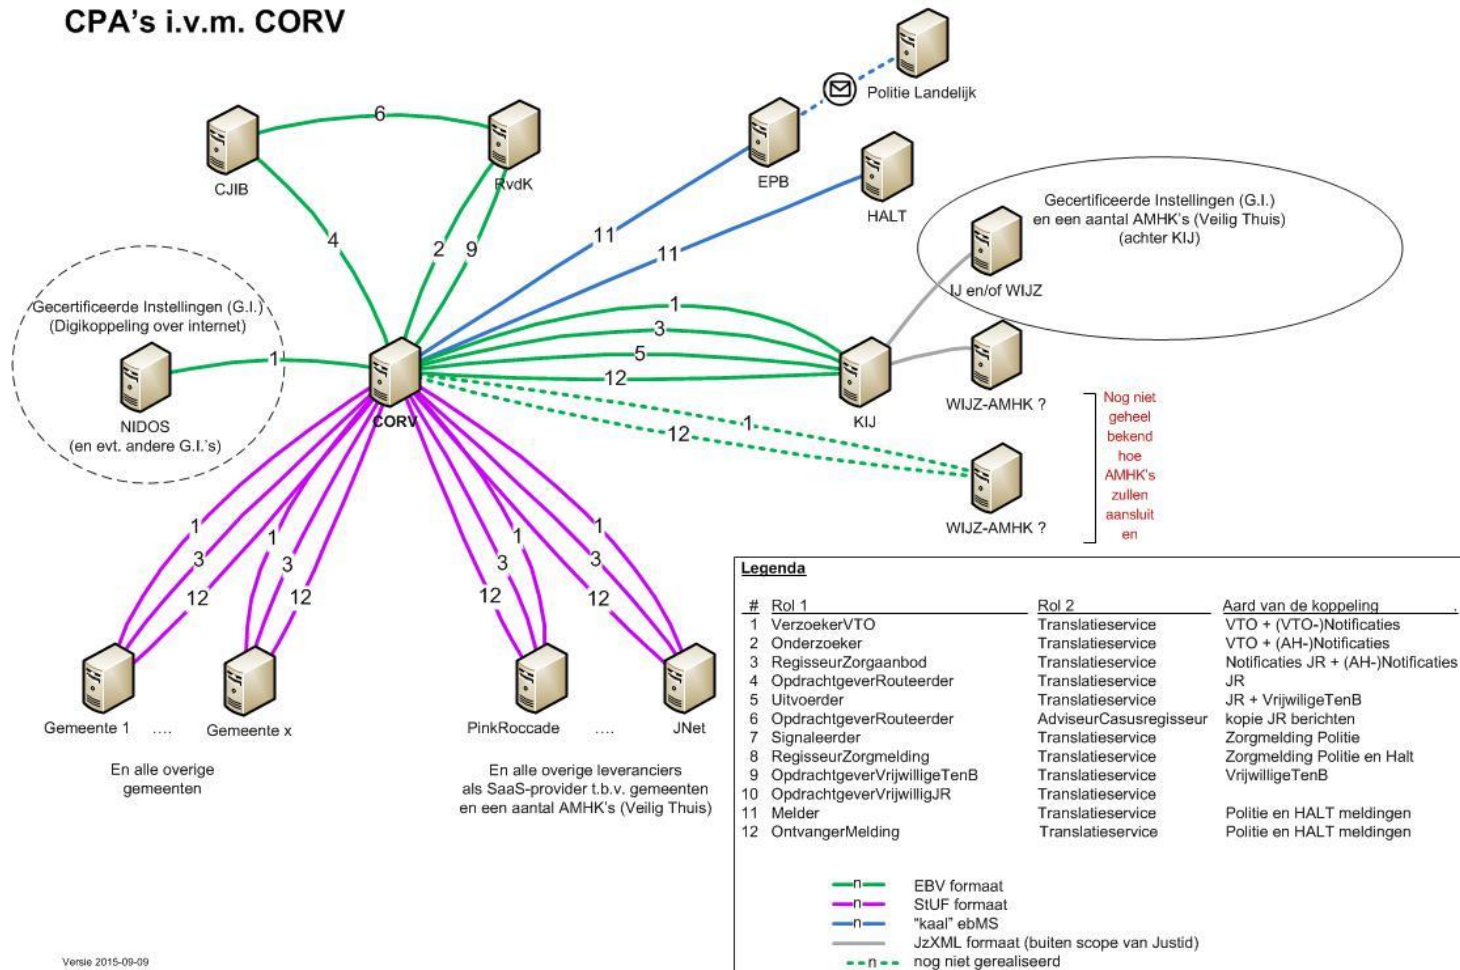 CPA's i.v.m. CORV
Politie Landelijk
6
CJIB
RvdK
EPB
HALT
4
2
9
11
11
Gecertificeerde Instellingen (G.I.)
en een aantal AMHK's (Veilig Thuis)
(achter KIJ)
IJ en/of WIJZ
Gecertificeerde Instellingen (G.I.)
(Digikoppeling over internet)
1
NIDOS
(en evt. andere G.I.'s)
CORV
1
3
5
12
KIJ
WIJZ-AMHK ?
1
12
WIJZ-AMHK ?
Nog niet
geheel
bekend
hoe
AMHK's
zullen
aansluit
en
1
3
12
1
3
12
1
3
12
1
3
12
Gemeente 1
....
Gemeente x
PinkRoccade
....
JNet
En alle overige
gemeenten
En alle overige leveranciers
als SaaS-provider t.b.v. gemeenten
en een aantal AMHK's (Veilig Thuis)
Legenda
# Rol 1 Rol 2 Aard van de koppeling .
1 VerzoekerVTO Translatieservice VTO + (VTO-)Notificaties
2 Onderzoeker Translatieservice VTO + (AH-)Notificaties
3 RegisseurZorgaanbod Translatieservice Notificaties JR + (AH-)Notificaties
4 OpdrachtgeverRouteerder Translatieservice JR
5 Uitvoerder Translatieservice JR + VrijwiligeTenB
6 OpdrachtgeverRouteerder AdviseurCasusregisseur kopie JR berichten
7 Signaleerder Translatieservice Zorgmelding Politie
8 RegisseurZorgmelding Translatieservice Zorgmelding Politie en Halt
9 OpdrachtgeverVrijwilligeTenB Translatieservice VrijwilligeTenB
10 OpdrachtgeverVrijwilligJR Translatieservice
11 Melder Translatieservice Politie en HALT meldingen
12 OntvangerMelding Translatieservice Politie en HALT meldingen
n EBV formaat
n StUF formaat
n "kaal" ebMS
JzXML formaat (buiten scope van Justid)
n nog niet gerealiseerd
Versie 2015-09-09